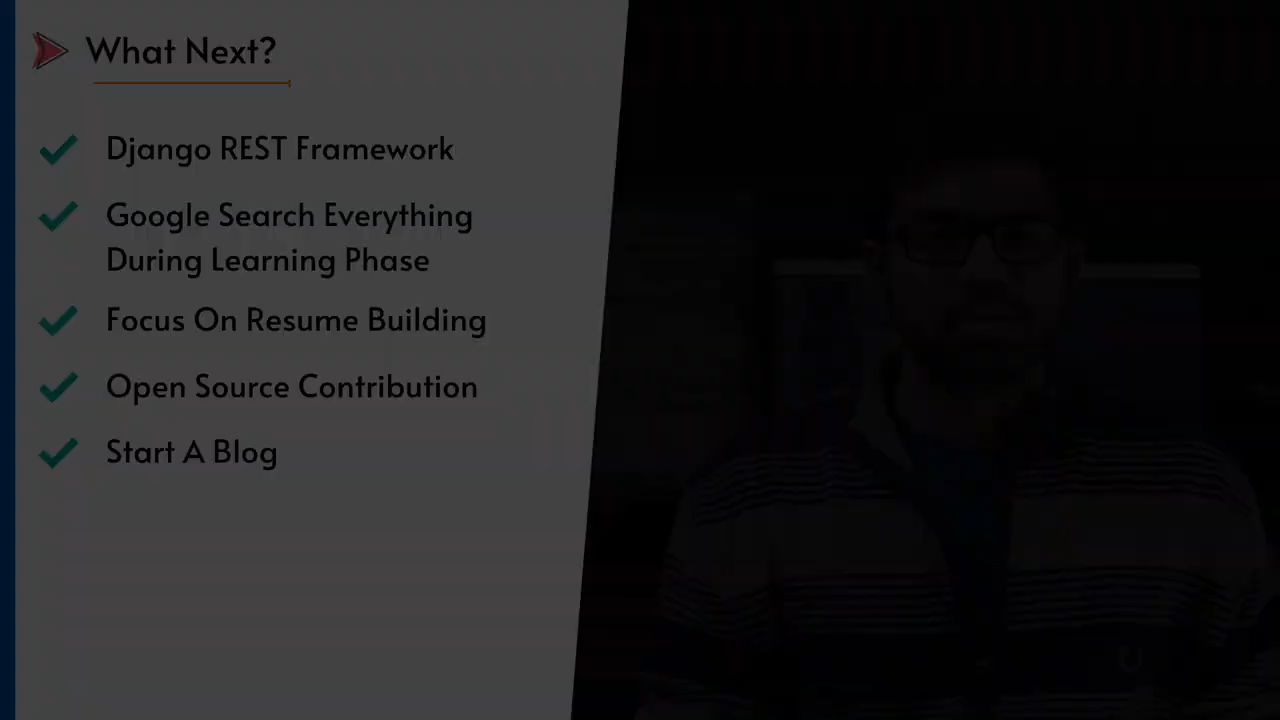 What Next?
Django REST Framework
Google Search Everything
During Learning Phase
Focus On Resume Building
Open Source Contribution
Start A Blog